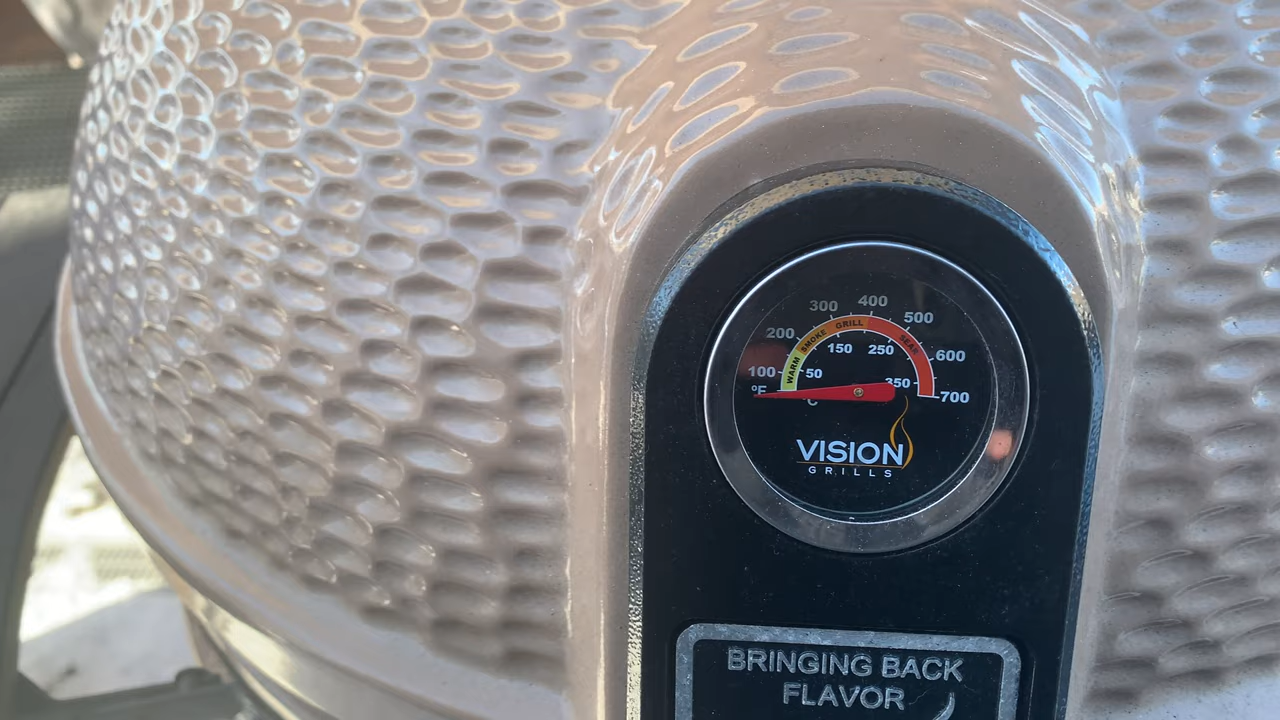 300 400 500
200 600
100 700
°F
WARM SMOKE GRILL SEAR
150 250
50 350
°C
VISION
GRILLS
BRINGING BACK
FLAVOR